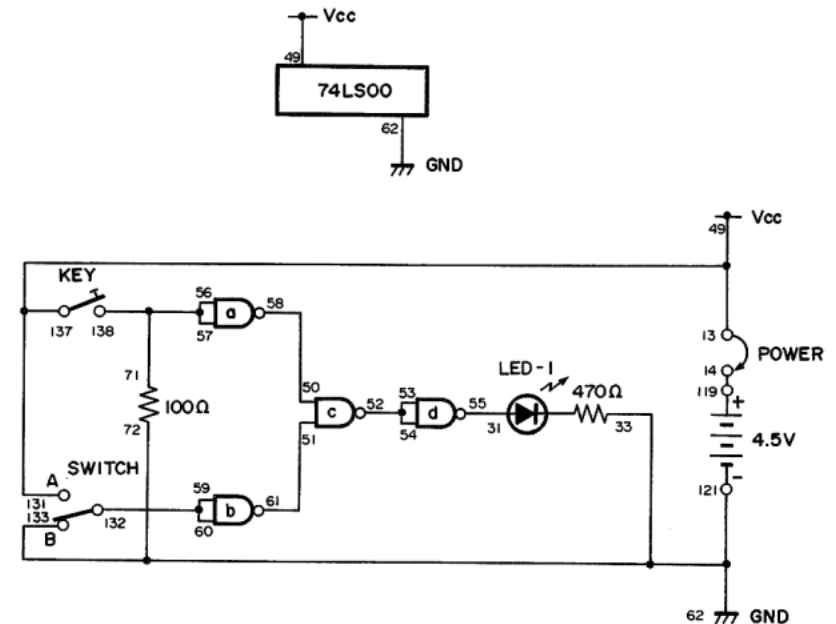 Vcc
49
74LS00
62
GND
Vcc
49
KEY
137 138
56
57
a
58
71
72
100Ω
50
51
c
52
53
54
d
55
LED-1
31
470Ω
33
13
14
POWER
119
+
4.5V
-
121
SWITCH
A
131
133
B
132
59
60
b
61
62 GND